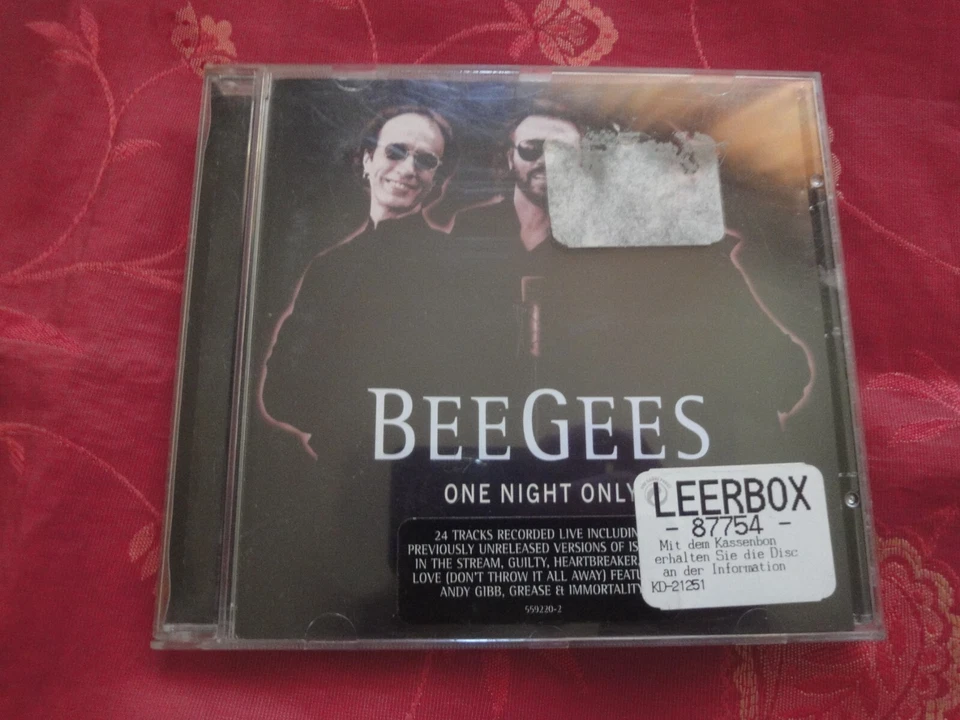 BEEGEES
ONE NIGHT ONLY
24 TRACKS RECORDED LIVE INCLUDIN
PREVIOUSLY UNRELEASED VERSIONS OF IS
IN THE STREAM, GUILTY, HEARTBREAKER
LOVE (DON'T THROW IT ALL AWAY) FEATU
ANDY GIBB, GREASE & IMMORTALITY
559220-2
LEERBOX
- 87754 -
Mit dem Kassenbon
erhalten Sie die Disc
an der Information
KD-21251